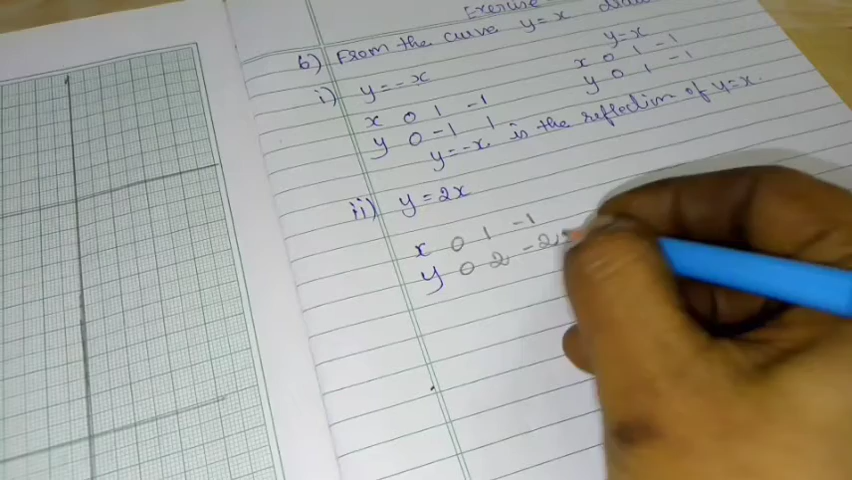 Exercise
6) From the curve y=x Draw
i) y=-x
x 0 1 -1
y 0 -1 1
y=x
x 0 1 -1
y 0 1 -1
y=-x, is the reflection of y=x.
ii) y=2x
x 0 1 -1
y 0 2 -2